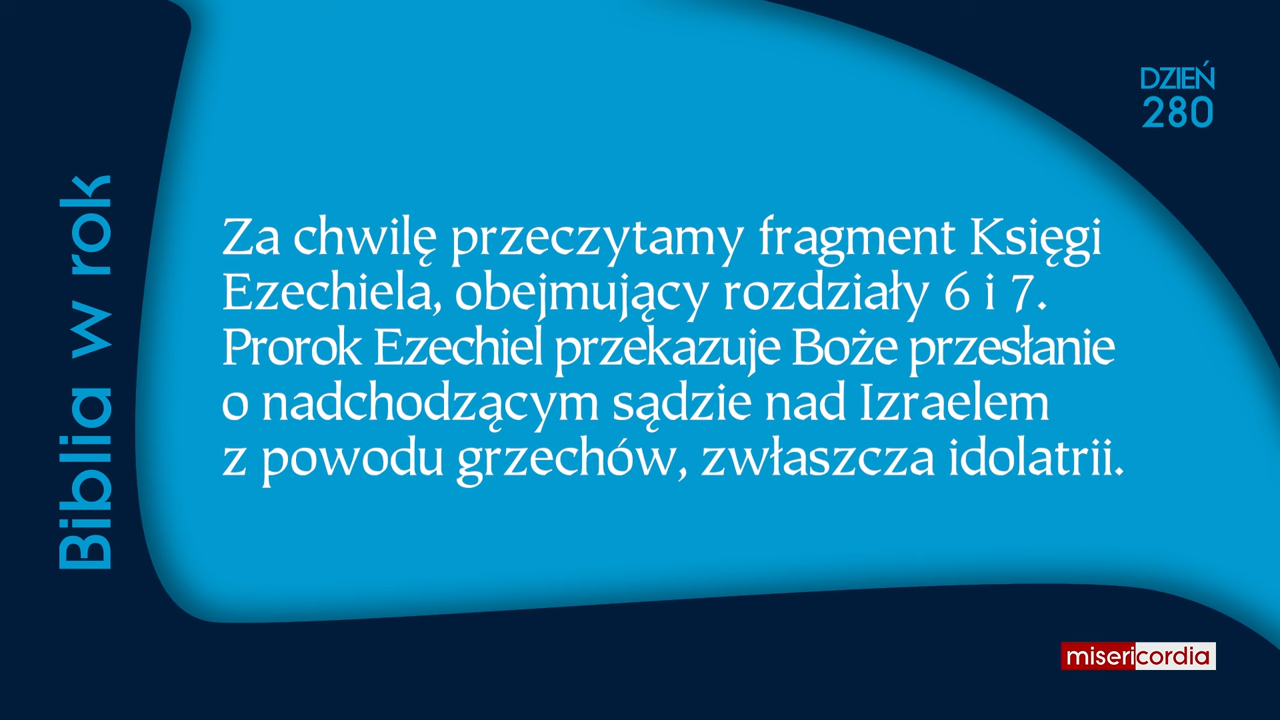 Biblia w rok
DZIEŃ
280
Za chwilę przeczytamy fragment Księgi
Ezechiela, obejmujący rozdziały 6 i 7.
Prorok Ezechiel przekazuje Boże przesłanie
o nadchodzącym sądzie nad Izraelem
z powodu grzechów, zwłaszcza idolatrii.
misericordia